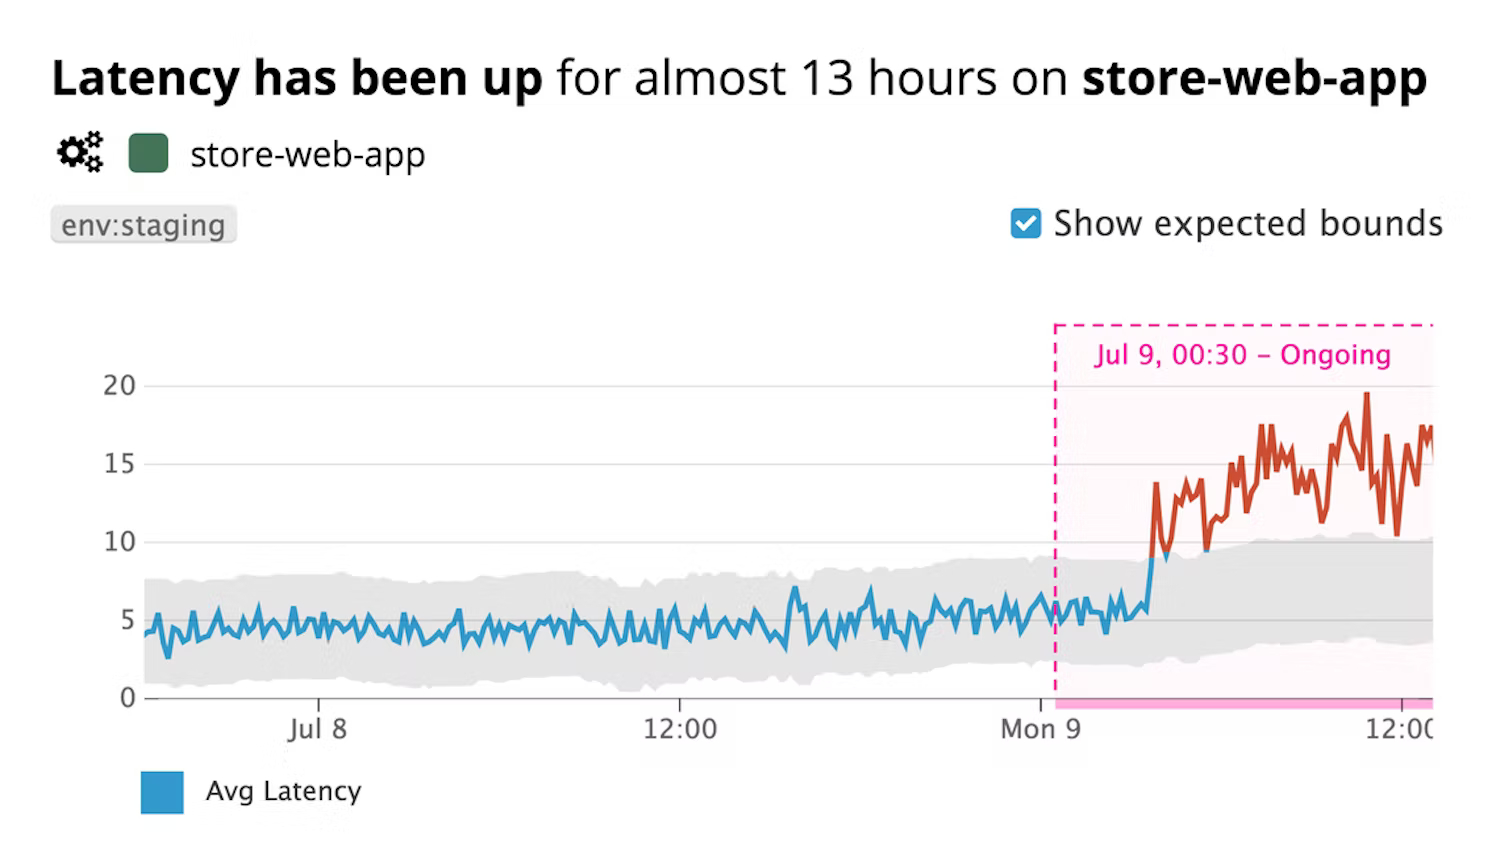 Latency has been up for almost 13 hours on store-web-app
store-web-app
env:staging
Show expected bounds
Jul 9, 00:30 – Ongoing
20
15
10
5
0
Jul 8
12:00
Mon 9
12:00
Avg Latency